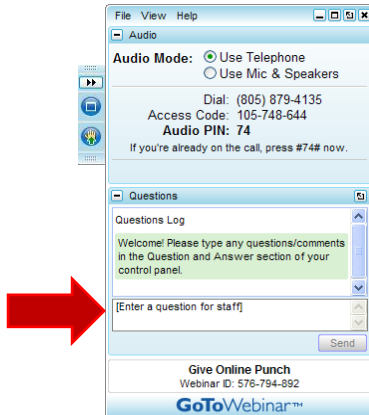 File View Help
Audio
Audio Mode: Use Telephone
Use Mic & Speakers
Dial: (805) 879-4135
Access Code: 105-748-644
Audio PIN: 74
If you're already on the call, press #74# now.
Questions
Questions Log
Welcome! Please type any questions/comments
in the Question and Answer section of your
control panel.
[Enter a question for staff]
Send
Give Online Punch
Webinar ID: 576-794-892
GoToWebinar™